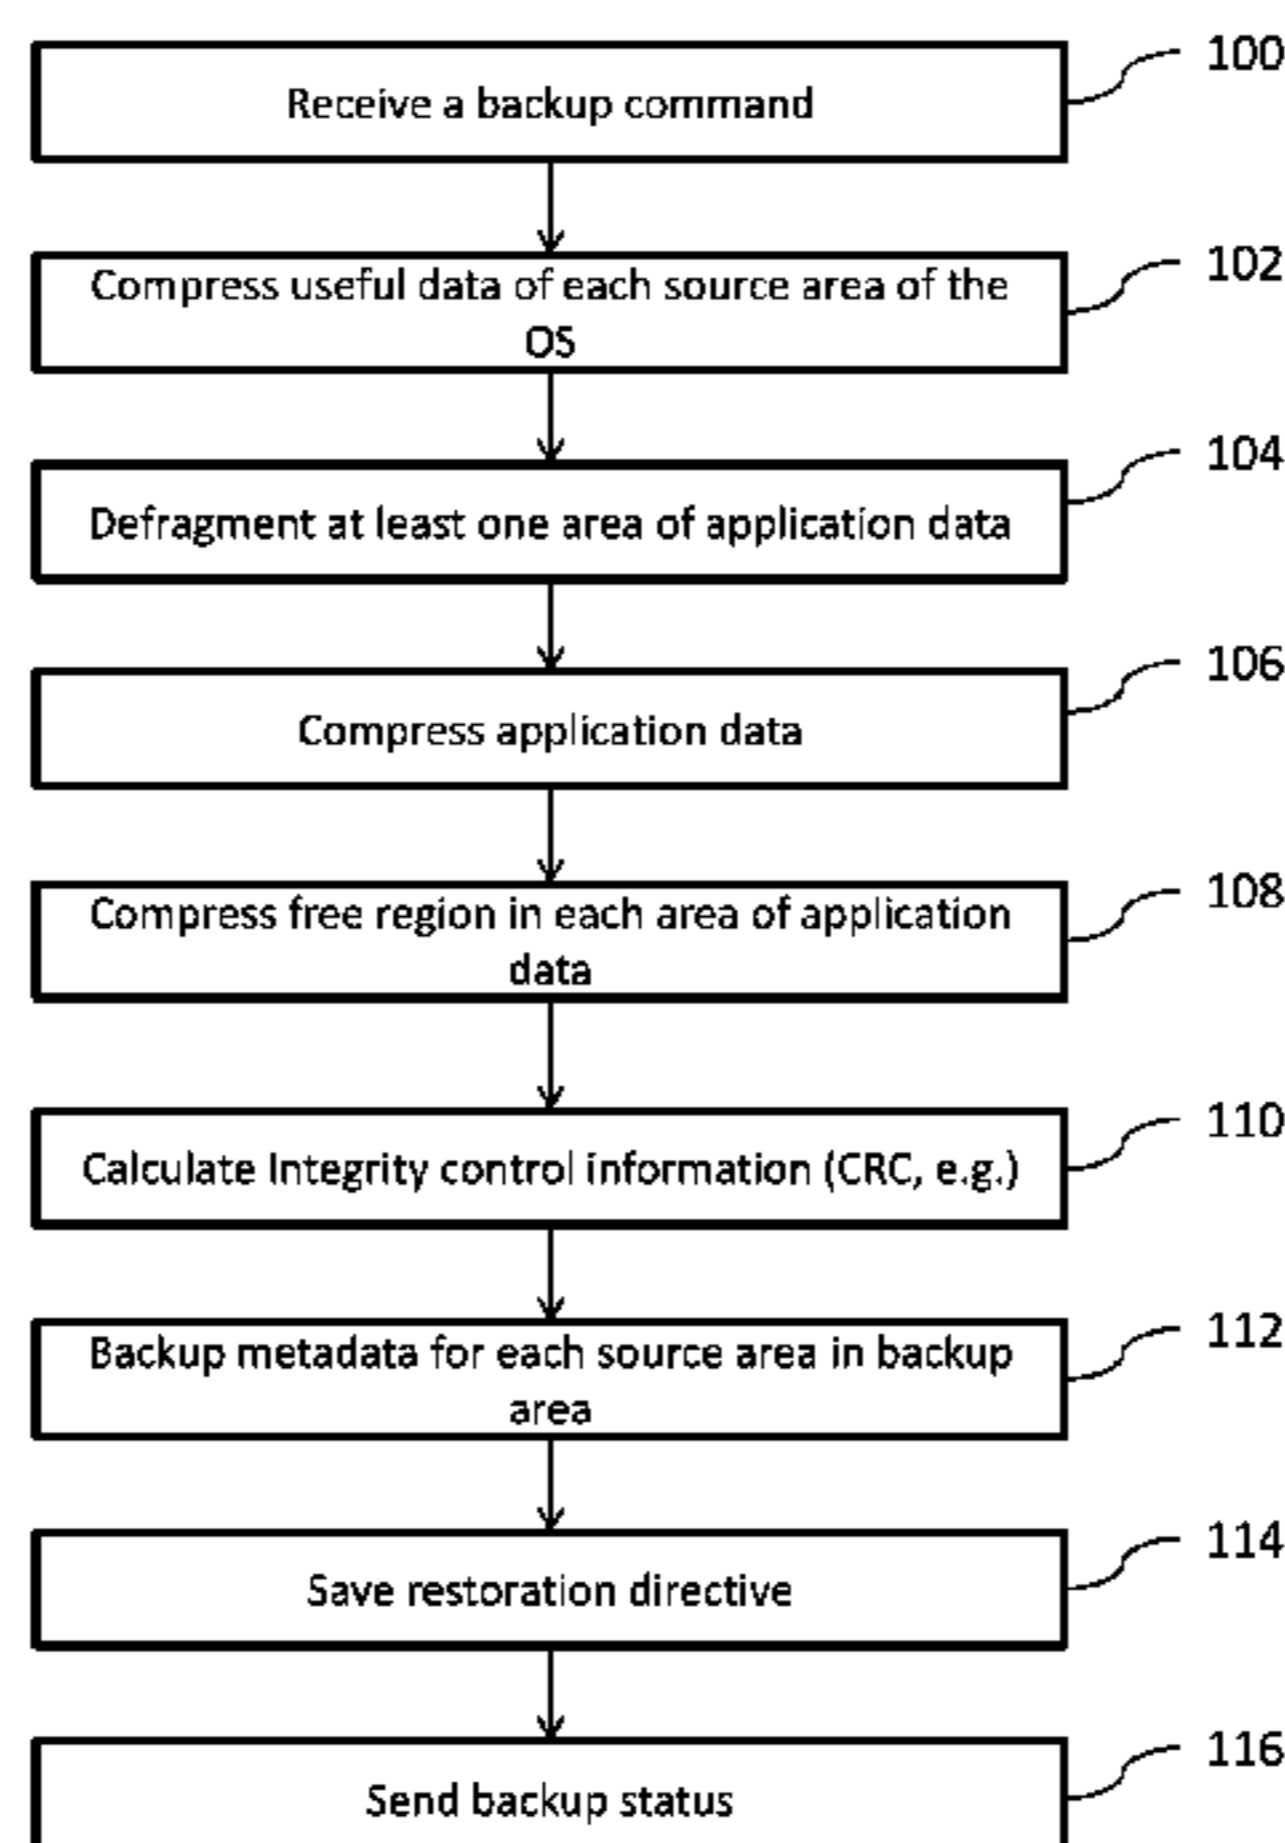 100
Receive a backup command
102
Compress useful data of each source area of the
OS
104
Defragment at least one area of application data
106
Compress application data
108
Compress free region in each area of application
data
110
Calculate Integrity control information (CRC, e.g.)
112
Backup metadata for each source area in backup
area
114
Save restoration directive
116
Send backup status